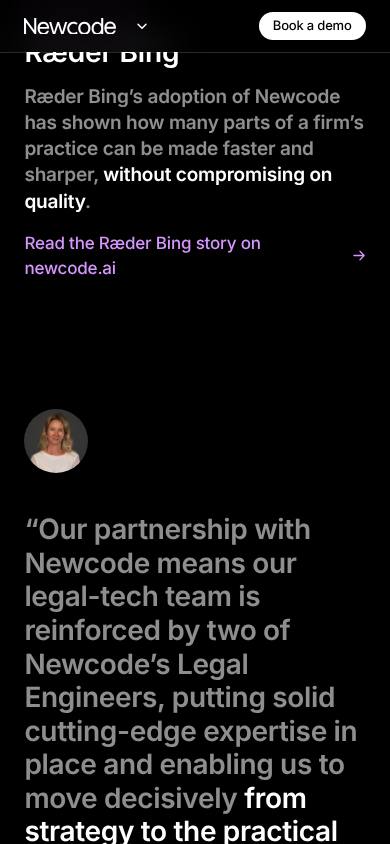 Newcode
Book a demo
Ræder Bing
Ræder Bing’s adoption of Newcode
has shown how many parts of a firm’s
practice can be made faster and
sharper, without compromising on
quality.
Read the Ræder Bing story on
newcode.ai
“Our partnership with
Newcode means our
legal-tech team is
reinforced by two of
Newcode’s Legal
Engineers, putting solid
cutting-edge expertise in
place and enabling us to
move decisively from
strategy to the practical